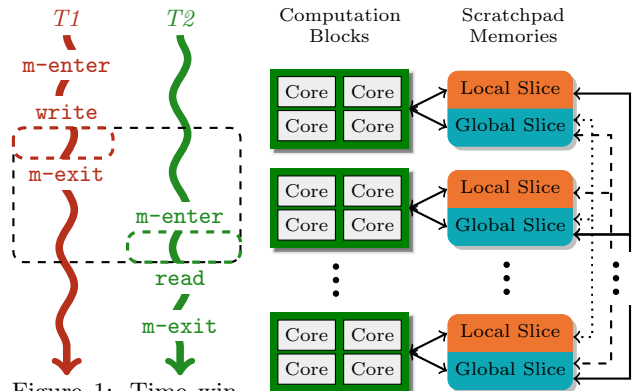 T1
m-enter
write
m-exit
T2
m-enter
read
m-exit
Figure 1: Time win-
Computation
Blocks
Scratchpad
Memories
Core Core
Core Core
Local Slice
Global Slice
Core Core
Core Core
Local Slice
Global Slice
Core Core
Core Core
Local Slice
Global Slice